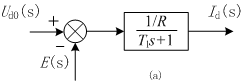 U_d0(s)
+
−
E(s)
1/R
T_l s+1
I_d(s)
(a)